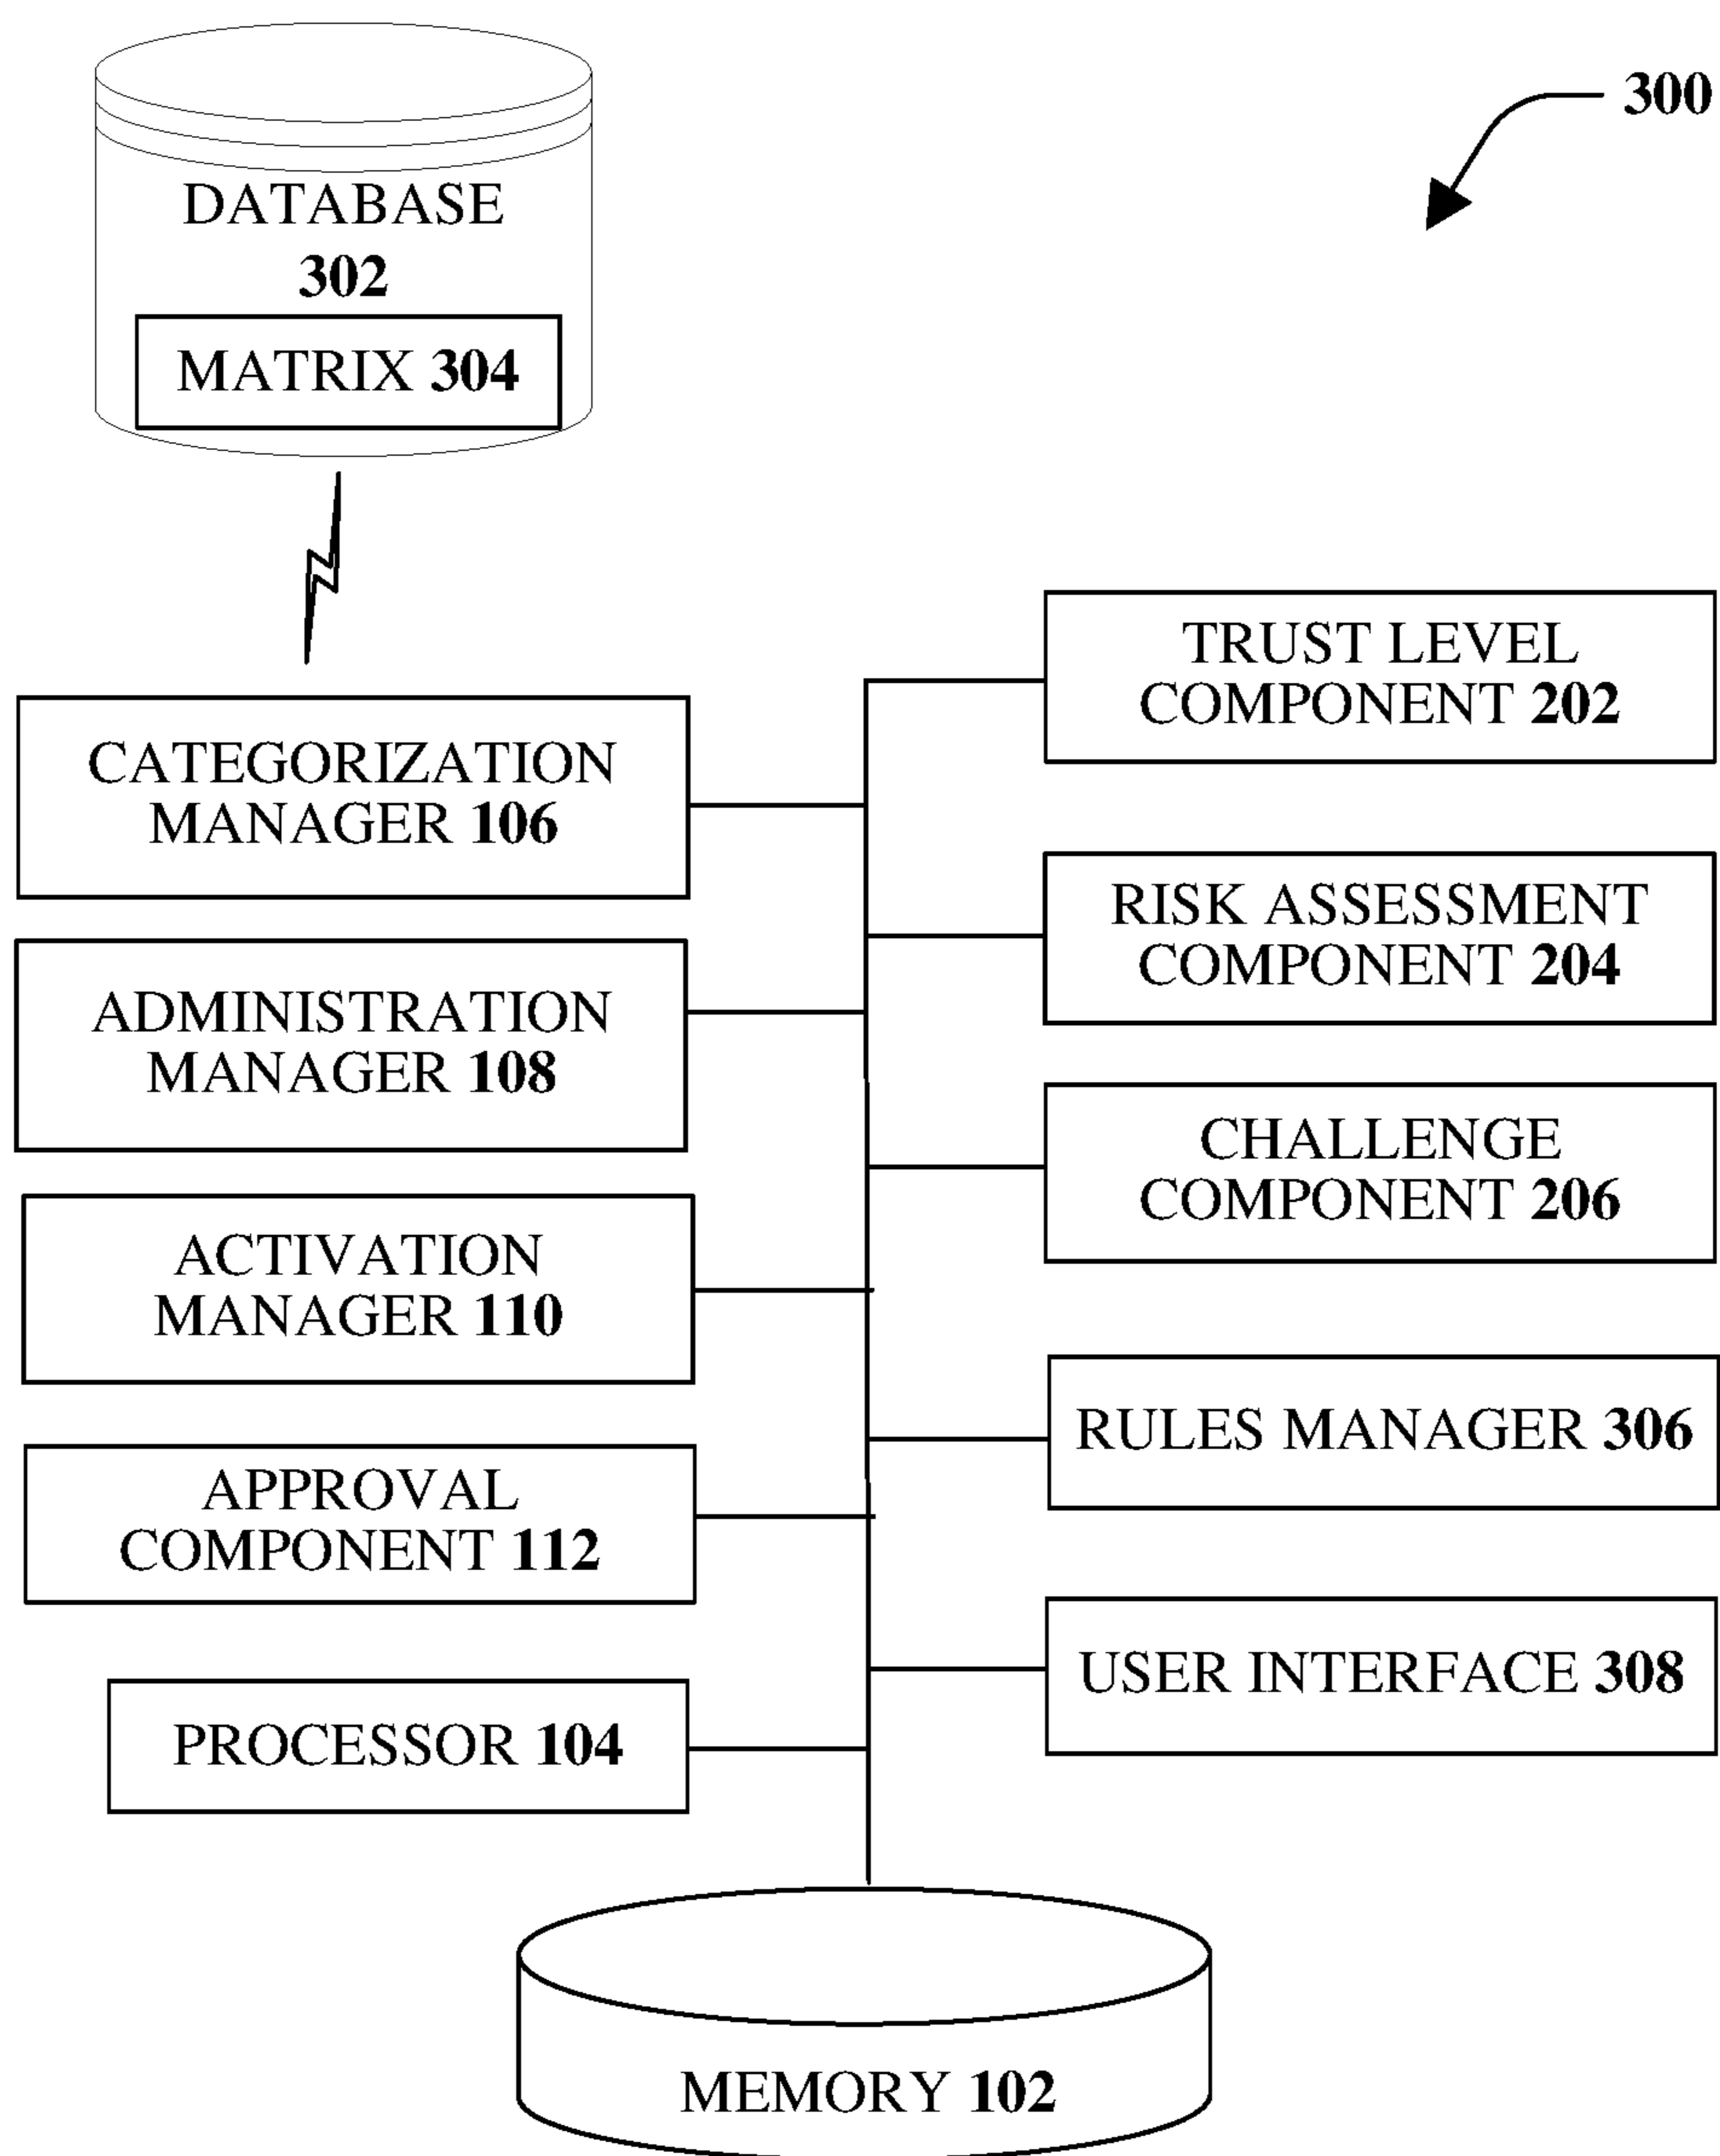 300
DATABASE
302
MATRIX 304
CATEGORIZATION
MANAGER 106
ADMINISTRATION
MANAGER 108
ACTIVATION
MANAGER 110
APPROVAL
COMPONENT 112
PROCESSOR 104
TRUST LEVEL
COMPONENT 202
RISK ASSESSMENT
COMPONENT 204
CHALLENGE
COMPONENT 206
RULES MANAGER 306
USER INTERFACE 308
MEMORY 102